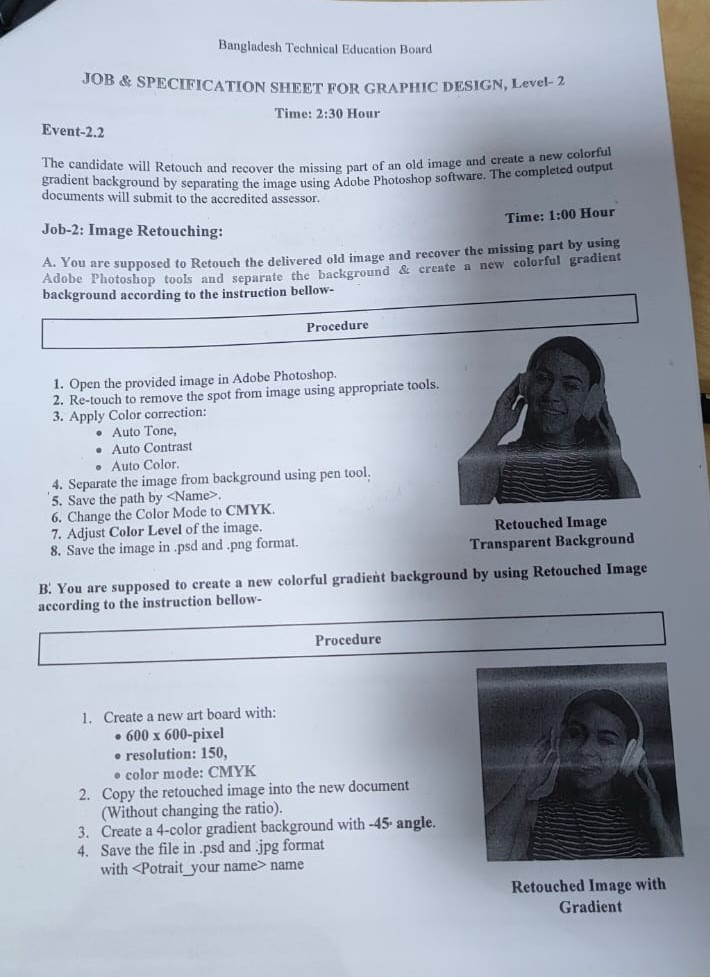 Bangladesh Technical Education Board
JOB & SPECIFICATION SHEET FOR GRAPHIC DESIGN, Level- 2
Time: 2:30 Hour
Event-2.2
The candidate will Retouch and recover the missing part of an old image and create a new colorful
gradient background by separating the image using Adobe Photoshop software. The completed output
documents will submit to the accredited assessor.
Job-2: Image Retouching:
Time: 1:00 Hour
A. You are supposed to Retouch the delivered old image and recover the missing part by using
Adobe Photoshop tools and separate the background & create a new colorful gradient
background according to the instruction bellow-
Procedure
1. Open the provided image in Adobe Photoshop.
2. Re-touch to remove the spot from image using appropriate tools.
3. Apply Color correction:
• Auto Tone,
• Auto Contrast
• Auto Color.
4. Separate the image from background using pen tool.
5. Save the path by <Name>.
6. Change the Color Mode to CMYK.
7. Adjust Color Level of the image.
8. Save the image in .psd and .png format.
Retouched Image
Transparent Background
B. You are supposed to create a new colorful gradient background by using Retouched Image
according to the instruction bellow-
Procedure
1. Create a new art board with:
• 600 x 600-pixel
• resolution: 150,
• color mode: CMYK
2. Copy the retouched image into the new document
(Without changing the ratio).
3. Create a 4-color gradient background with -45° angle.
4. Save the file in .psd and .jpg format
with <Potrait_your name> name
Retouched Image with
Gradient